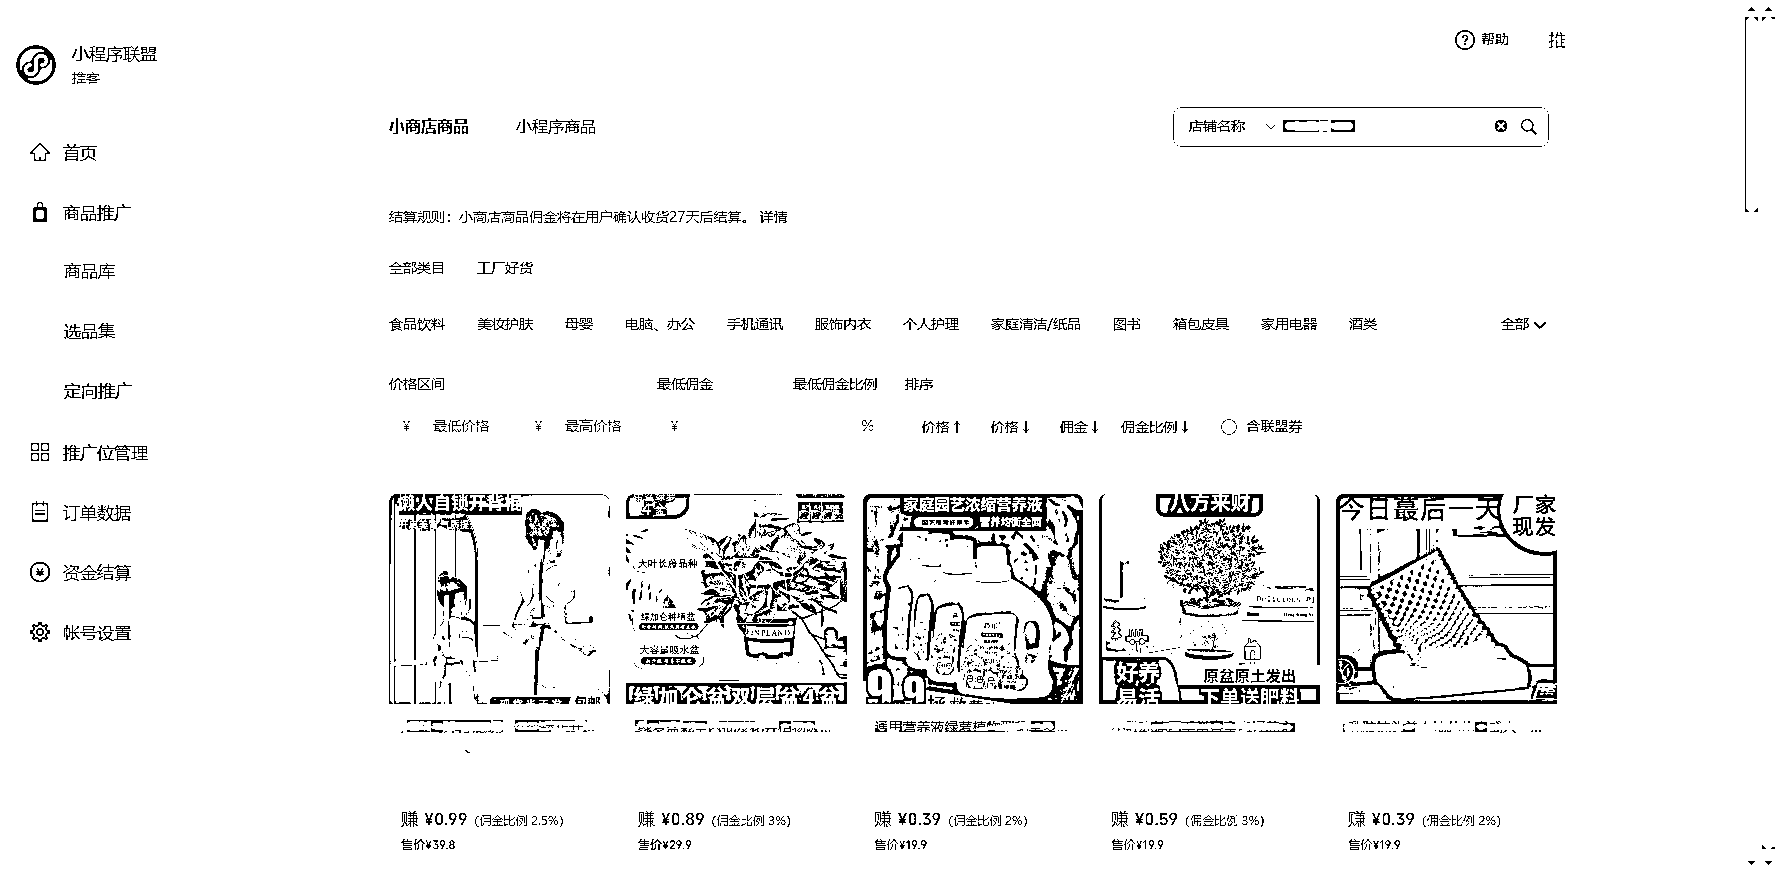 小程序联盟
推客
帮助
推
小商店商品 小程序商品
店铺名称
首页
商品推广
商品库
选品集
定向推广
推广位管理
订单数据
资金结算
帐号设置
结算规则：小商店商品佣金将在用户确认收货27天后结算。 详情
全部类目 工厂好货
食品饮料 美妆护肤 母婴 电脑、办公 手机通讯 服饰内衣 个人护理 家庭清洁/纸品 图书 箱包皮具 家用电器 酒类 全部
价格区间 最低佣金 最低佣金比例 排序
¥ 最低价格 ¥ 最高价格 ¥ % 价格↑ 价格↓ 佣金↓ 佣金比例↓ 含联盟券
懒人自锁开背福
包邮
大叶长藤品种
绿加仑种植盆
大容量吸水盆
绿加仑盆双层盆4盆
家庭园艺浓缩营养液
营养均衡全面
9.9
八方来财
好养
易活
原盆原土发出
下单送肥料
今日最后一天
厂家
现发
通用营养液绿萝植物
赚 ¥0.99 (佣金比例 2.5%)
售价¥39.8
赚 ¥0.89 (佣金比例 3%)
售价¥29.9
赚 ¥0.39 (佣金比例 2%)
售价¥19.9
赚 ¥0.59 (佣金比例 3%)
售价¥19.9
赚 ¥0.39 (佣金比例 2%)
售价¥19.9